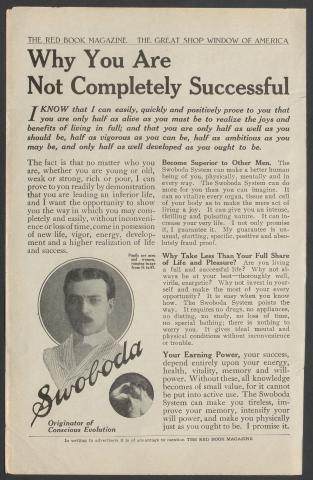 THE RED BOOK MAGAZINE THE GREAT SHOP WINDOW OF AMERICA
Why You Are
Not Completely Successful
I KNOW that I can easily, quickly and positively prove to you that
you are only half as alive as you must be to realize the joys and
benefits of living in full; and that you are only half as well as you
should be, half as vigorous as you can be, half as ambitious as you
may be, and only half as well developed as you ought to be.
The fact is that no matter who you
are, whether you are young or old,
weak or strong, rich or poor, I can
prove to you readily by demonstration
that you are leading an inferior life,
and I want the opportunity to show
you the way in which you may com-
pletely and easily, without inconveni-
ence or loss of time, come in possession
of new life, vigor, energy, develop-
ment and a higher realization of life
and success.
Swoboda
Originator of
Conscious Evolution
Become Superior to Other Men. The
Swoboda System can make a better human
being of you, physically, mentally and in
every way. The Swoboda System can do
more for you than you can imagine. It
can so vitalize every organ, tissue and cell
of your body as to make the mere act of
living a joy. It can give you an intense,
thrilling and pulsating nature. It can in-
crease your very life. I not only promise
it, I guarantee it. My guarantee is un-
usual, startling, specific, positive and abso-
lutely fraud proof.
Why Take Less Than Your Full Share
of Life and Pleasure? Are you living
a full and successful life? Why not al-
ways be at your best—thoroughly well,
virile, energetic? Why not invest in your-
self and make the most of your every
opportunity? It is easy when you know
how. The Swoboda System points the
way. It requires no drugs, no appliances,
no dieting, no study, no loss of time,
no special bathing; there is nothing to
worry you. It gives ideal mental and
physical conditions without inconvenience
or trouble.
Your Earning Power, your success,
depend entirely upon your energy,
health, vitality, memory and will-
power. Without these, all knowledge
becomes of small value, for it cannot
be put into active use. The Swoboda
System can make you tireless, im-
prove your memory, intensify your
will power, and make you physically
just as you ought to be. I promise it.
In writing to advertisers it is of advantage to mention THE RED BOOK MAGAZINE